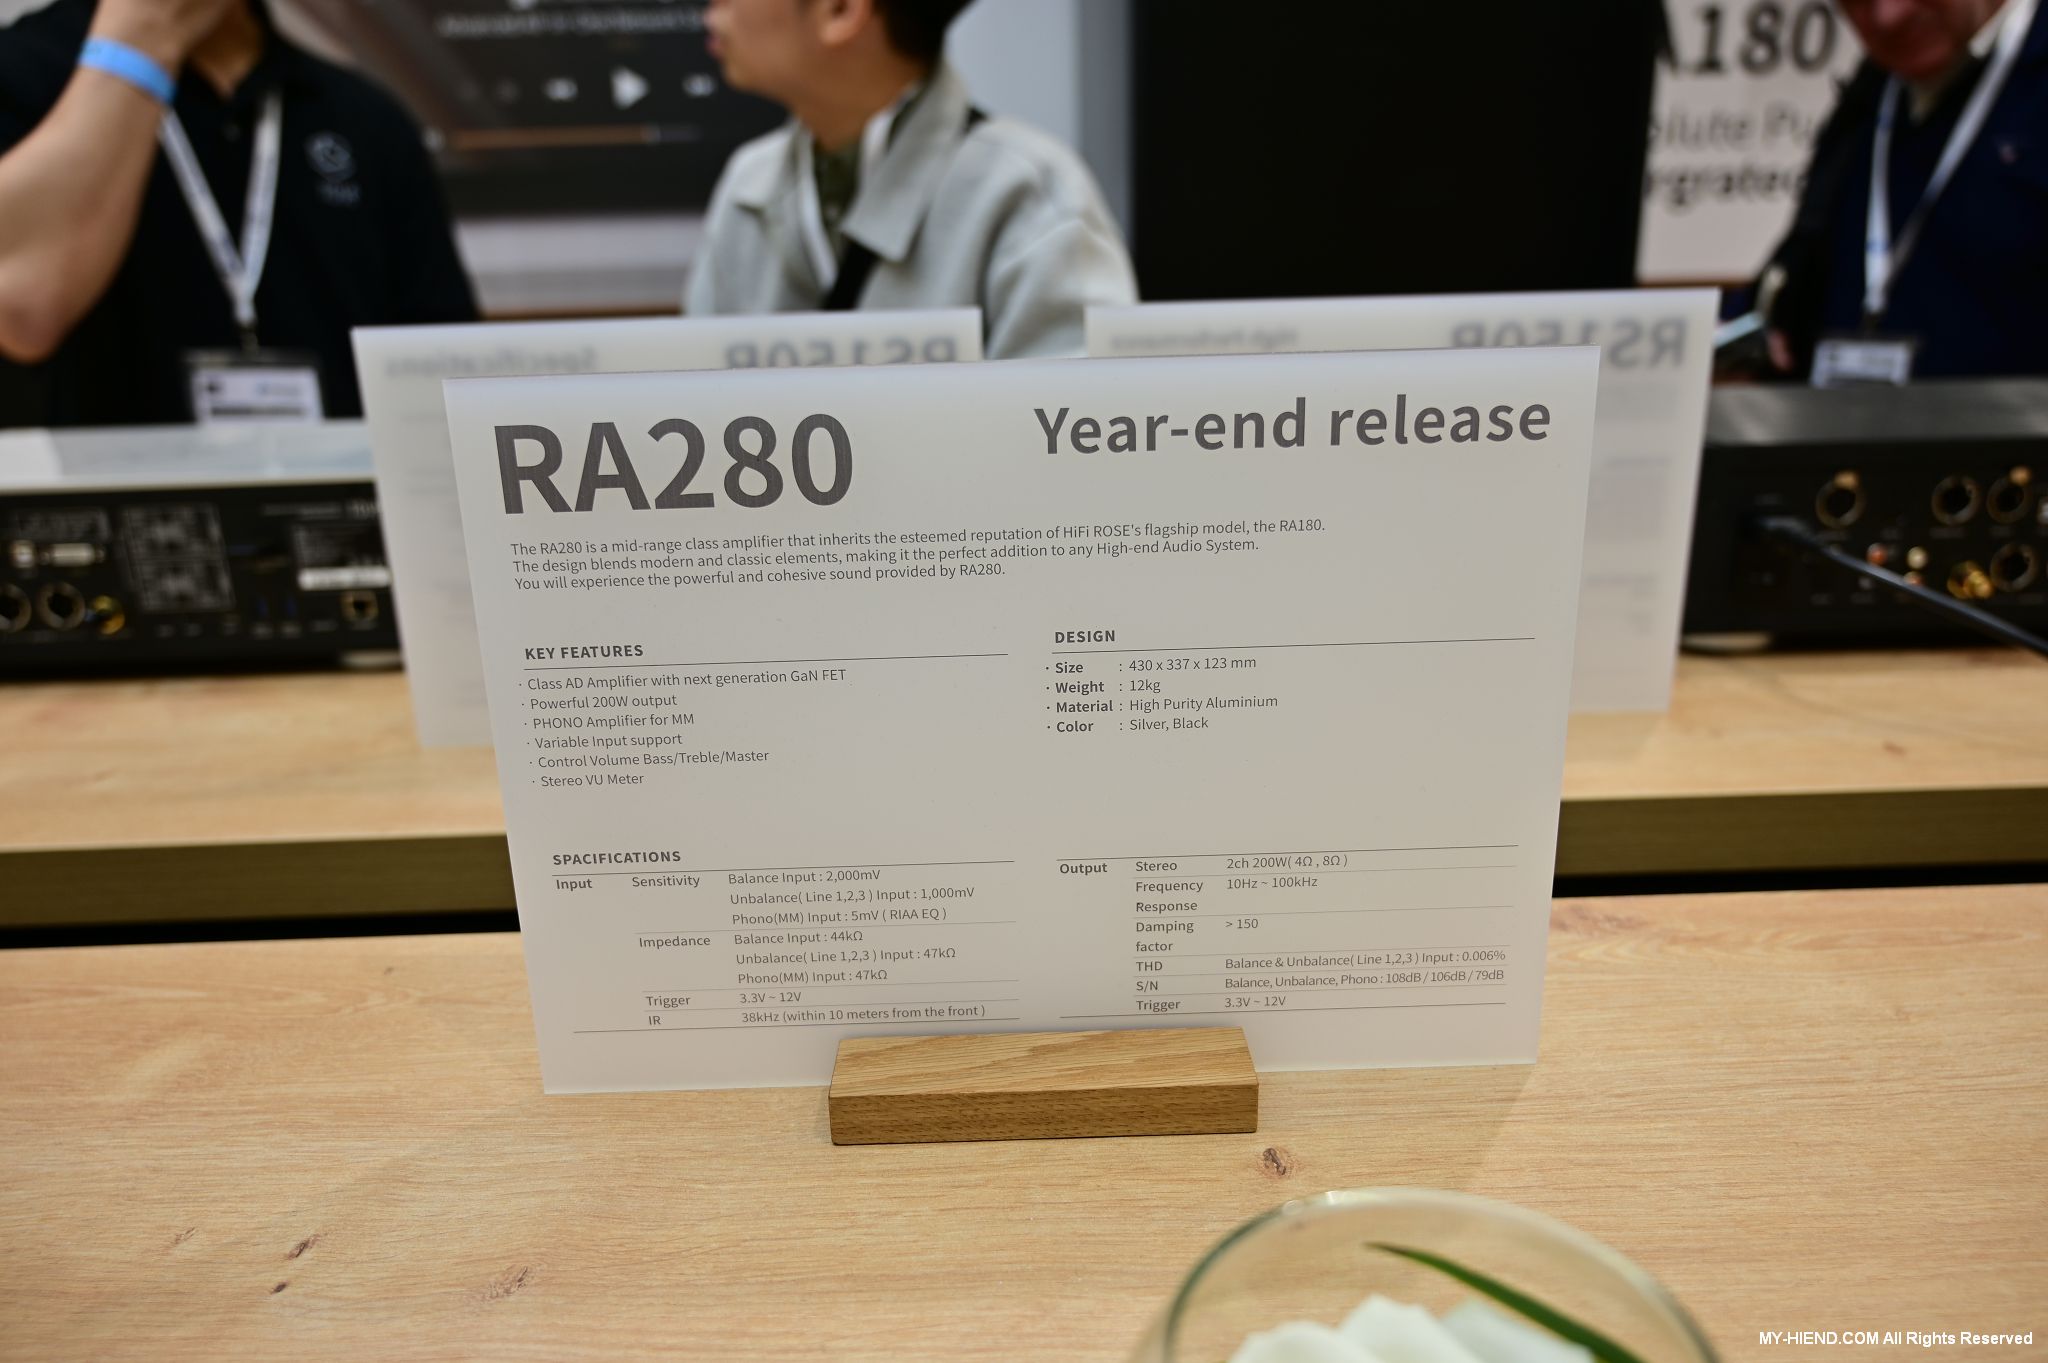 A180
Specifications
RS150B
High Performance
RS150B
RA280
Year-end release
The RA280 is a mid-range class amplifier that inherits the esteemed reputation of HiFi ROSE's flagship model, the RA180.
The design blends modern and classic elements, making it the perfect addition to any High-end Audio System.
You will experience the powerful and cohesive sound provided by RA280.
KEY FEATURES
· Class AD Amplifier with next generation GaN FET
· Powerful 200W output
· PHONO Amplifier for MM
· Variable Input support
· Control Volume Bass/Treble/Master
· Stereo VU Meter
DESIGN
· Size : 430 x 337 x 123 mm
· Weight : 12kg
· Material : High Purity Aluminium
· Color : Silver, Black
SPACIFICATIONS
Input Sensitivity Balance Input : 2,000mV
Unbalance( Line 1,2,3 ) Input : 1,000mV
Phono(MM) Input : 5mV ( RIAA EQ )
Impedance Balance Input : 44kΩ
Unbalance( Line 1,2,3 ) Input : 47kΩ
Phono(MM) Input : 47kΩ
Trigger 3.3V ~ 12V
IR 38kHz (within 10 meters from the front )
Output Stereo 2ch 200W( 4Ω , 8Ω )
Frequency 10Hz ~ 100kHz
Response
Damping > 150
factor
THD Balance & Unbalance( Line 1,2,3 ) Input : 0.006%
S/N Balance, Unbalance, Phono : 108dB / 106dB / 79dB
Trigger 3.3V ~ 12V
MY-HIEND.COM All Rights Reserved